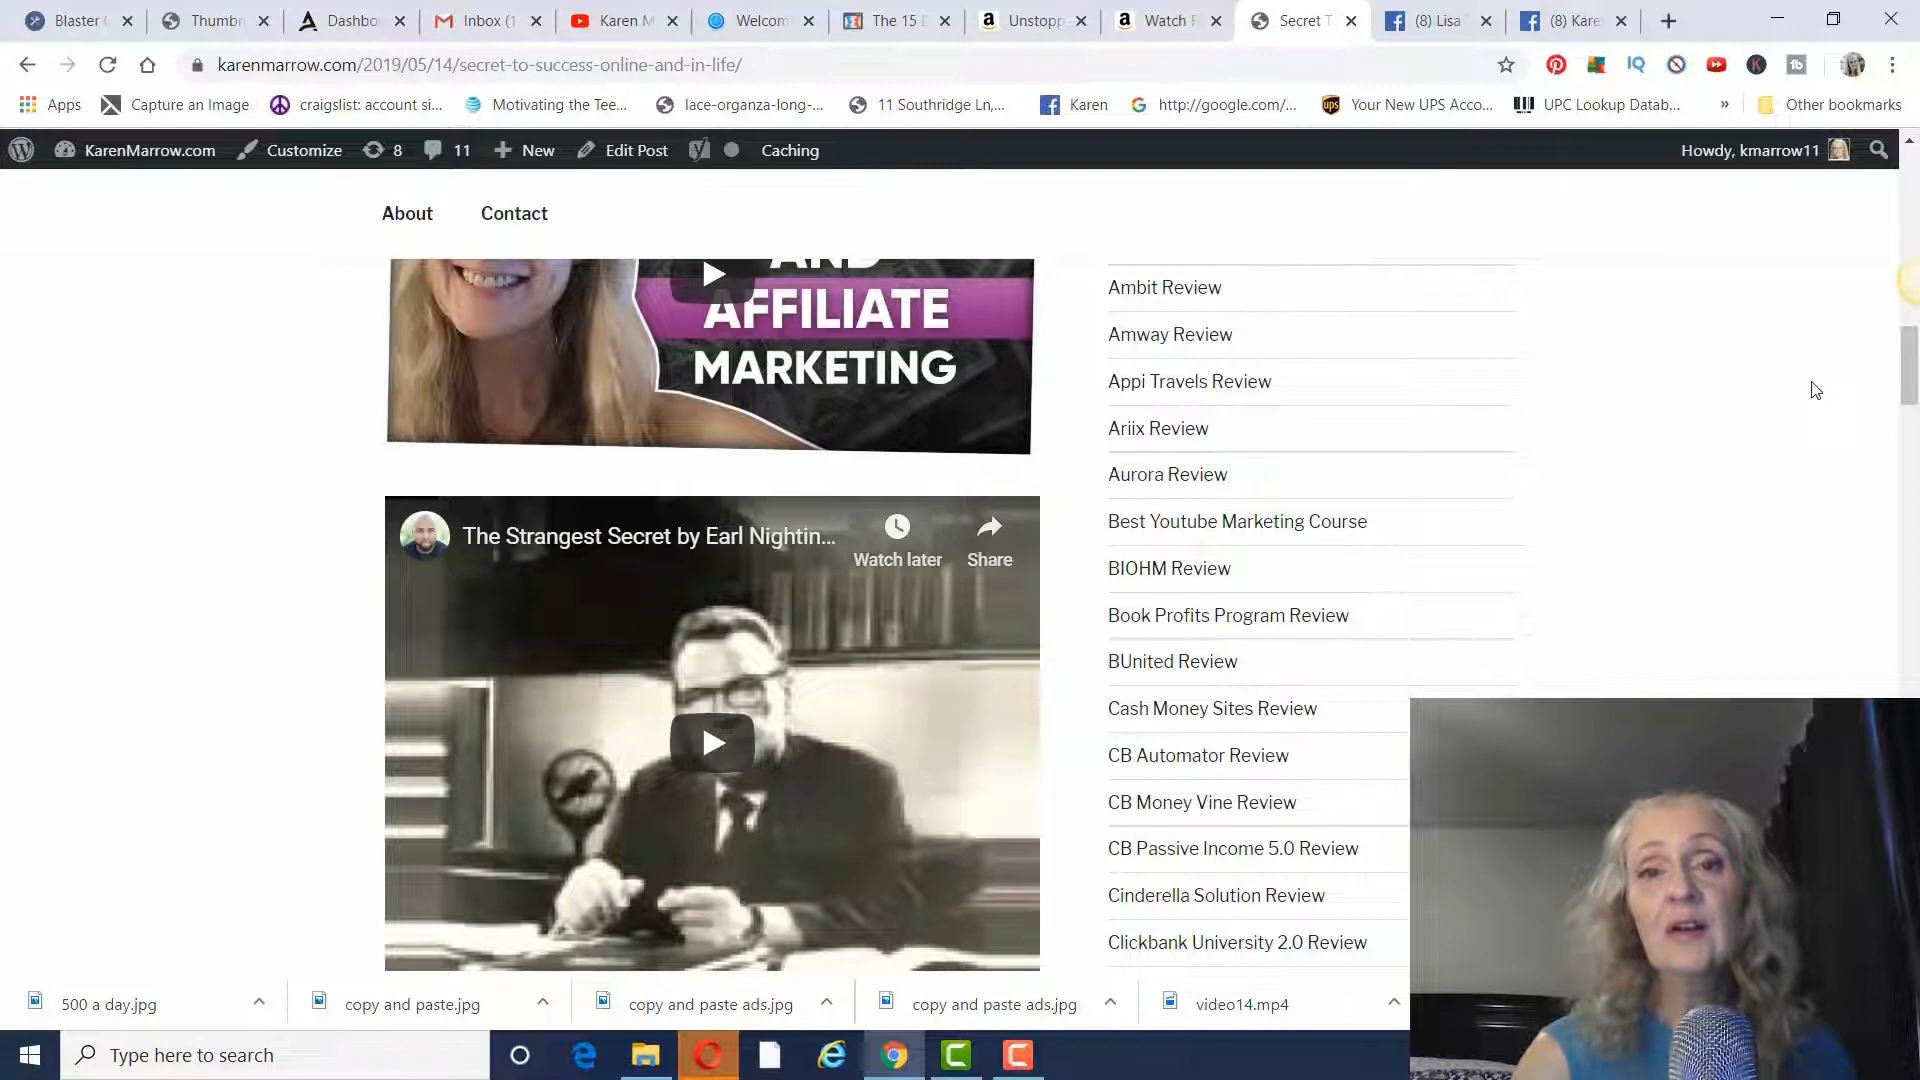 Blaster
Thumbn
Dashbo
Inbox (1
Karen M
Welcom
The 15
Unstopp
Watch
Secret T
(8) Lisa
(8) Kare
karenmarrow.com/2019/05/14/secret-to-success-online-and-in-life/
Apps
Capture an Image
craigslist: account si...
Motivating the Tee...
lace-organza-long-...
11 Southridge Ln,...
Karen
http://google.com/...
Your New UPS Acco...
UPC Lookup Datab...
»
Other bookmarks
KarenMarrow.com
Customize
8
11
New
Edit Post
Caching
Howdy, kmarrow11
About
Contact
AND
AFFILIATE
MARKETING
The Strangest Secret by Earl Nightin...
Watch later
Share
Ambit Review
Amway Review
Appi Travels Review
Ariix Review
Aurora Review
Best Youtube Marketing Course
BIOHM Review
Book Profits Program Review
BUnited Review
Cash Money Sites Review
CB Automator Review
CB Money Vine Review
CB Passive Income 5.0 Review
Cinderella Solution Review
Clickbank University 2.0 Review
500 a day.jpg
copy and paste.jpg
copy and paste ads.jpg
copy and paste ads.jpg
video14.mp4
Type here to search